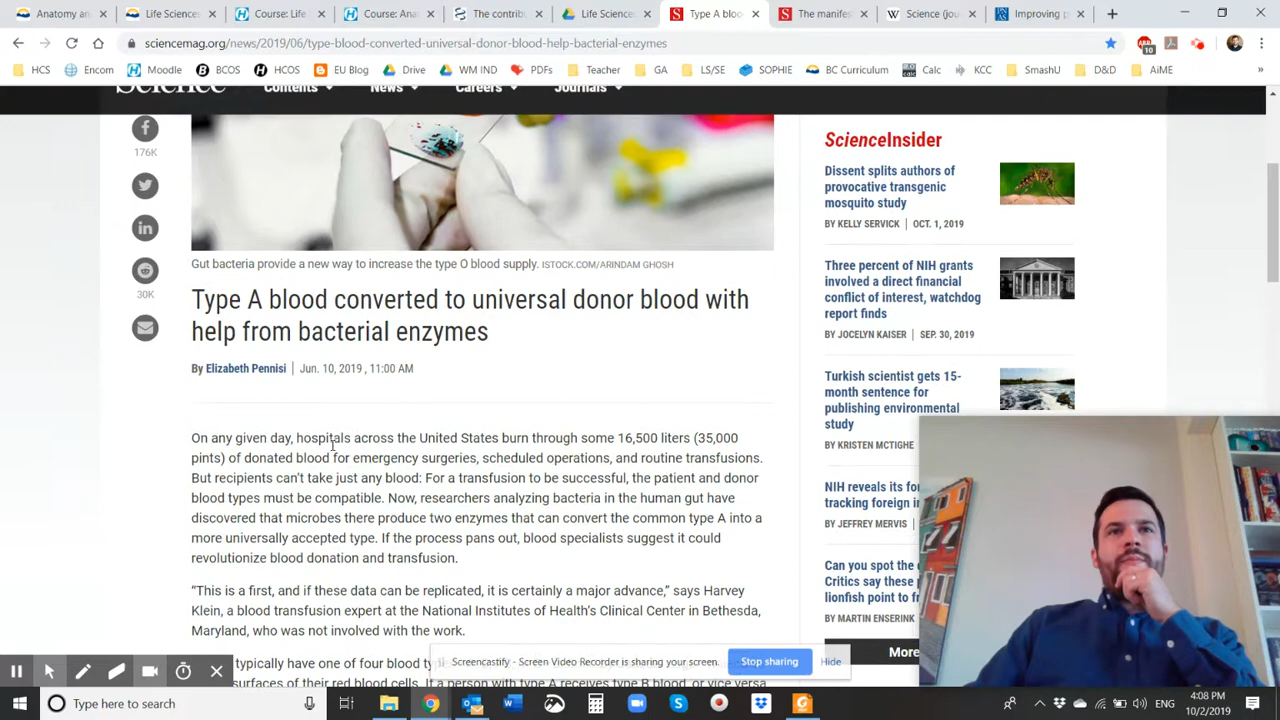 Anatomy an
Life Sciences
Course: Life
Course: Ana
The contrib
Life Science
Type A bloo
The manifes
Science (jou
Improving p
sciencemag.org/news/2019/06/type-blood-converted-universal-donor-blood-help-bacterial-enzymes
10
HCS
Encom
Moodle
BCOS
HCOS
EU Blog
Drive
WM IND
PDFs
Teacher
GA
LS/SE
SOPHIE
BC Curriculum
Calc
KCC
SmashU
D&D
AiME
»
Science
Contents
News
Careers
Journals
176K
30K
Gut bacteria provide a new way to increase the type O blood supply. ISTOCK.COM/ARINDAM GHOSH
Type A blood converted to universal donor blood with
help from bacterial enzymes
By Elizabeth Pennisi | Jun. 10, 2019 , 11:00 AM
On any given day, hospitals across the United States burn through some 16,500 liters (35,000
pints) of donated blood for emergency surgeries, scheduled operations, and routine transfusions.
But recipients can't take just any blood: For a transfusion to be successful, the patient and donor
blood types must be compatible. Now, researchers analyzing bacteria in the human gut have
discovered that microbes there produce two enzymes that can convert the common type A into a
more universally accepted type. If the process pans out, blood specialists suggest it could
revolutionize blood donation and transfusion.
“This is a first, and if these data can be replicated, it is certainly a major advance,” says Harvey
Klein, a blood transfusion expert at the National Institutes of Health's Clinical Center in Bethesda,
Maryland, who was not involved with the work.
typically have one of four blood ty
surfaces of their red blood cells. If a person with type A receives type B blood, or vice versa
ScienceInsider
Dissent splits authors of
provocative transgenic
mosquito study
BY KELLY SERVICK | OCT. 1, 2019
Three percent of NIH grants
involved a direct financial
conflict of interest, watchdog
report finds
BY JOCELYN KAISER | SEP. 30, 2019
Turkish scientist gets 15-
month sentence for
publishing environmental
study
BY KRISTEN MCTIGHE
NIH reveals its fo
tracking foreign in
BY JEFFREY MERVIS
Can you spot the
Critics say these
lionfish point to fr
BY MARTIN ENSERINK
More
Screencastify - Screen Video Recorder is sharing your screen.
Stop sharing
Hide
Type here to search
ENG
4:08 PM
10/2/2019